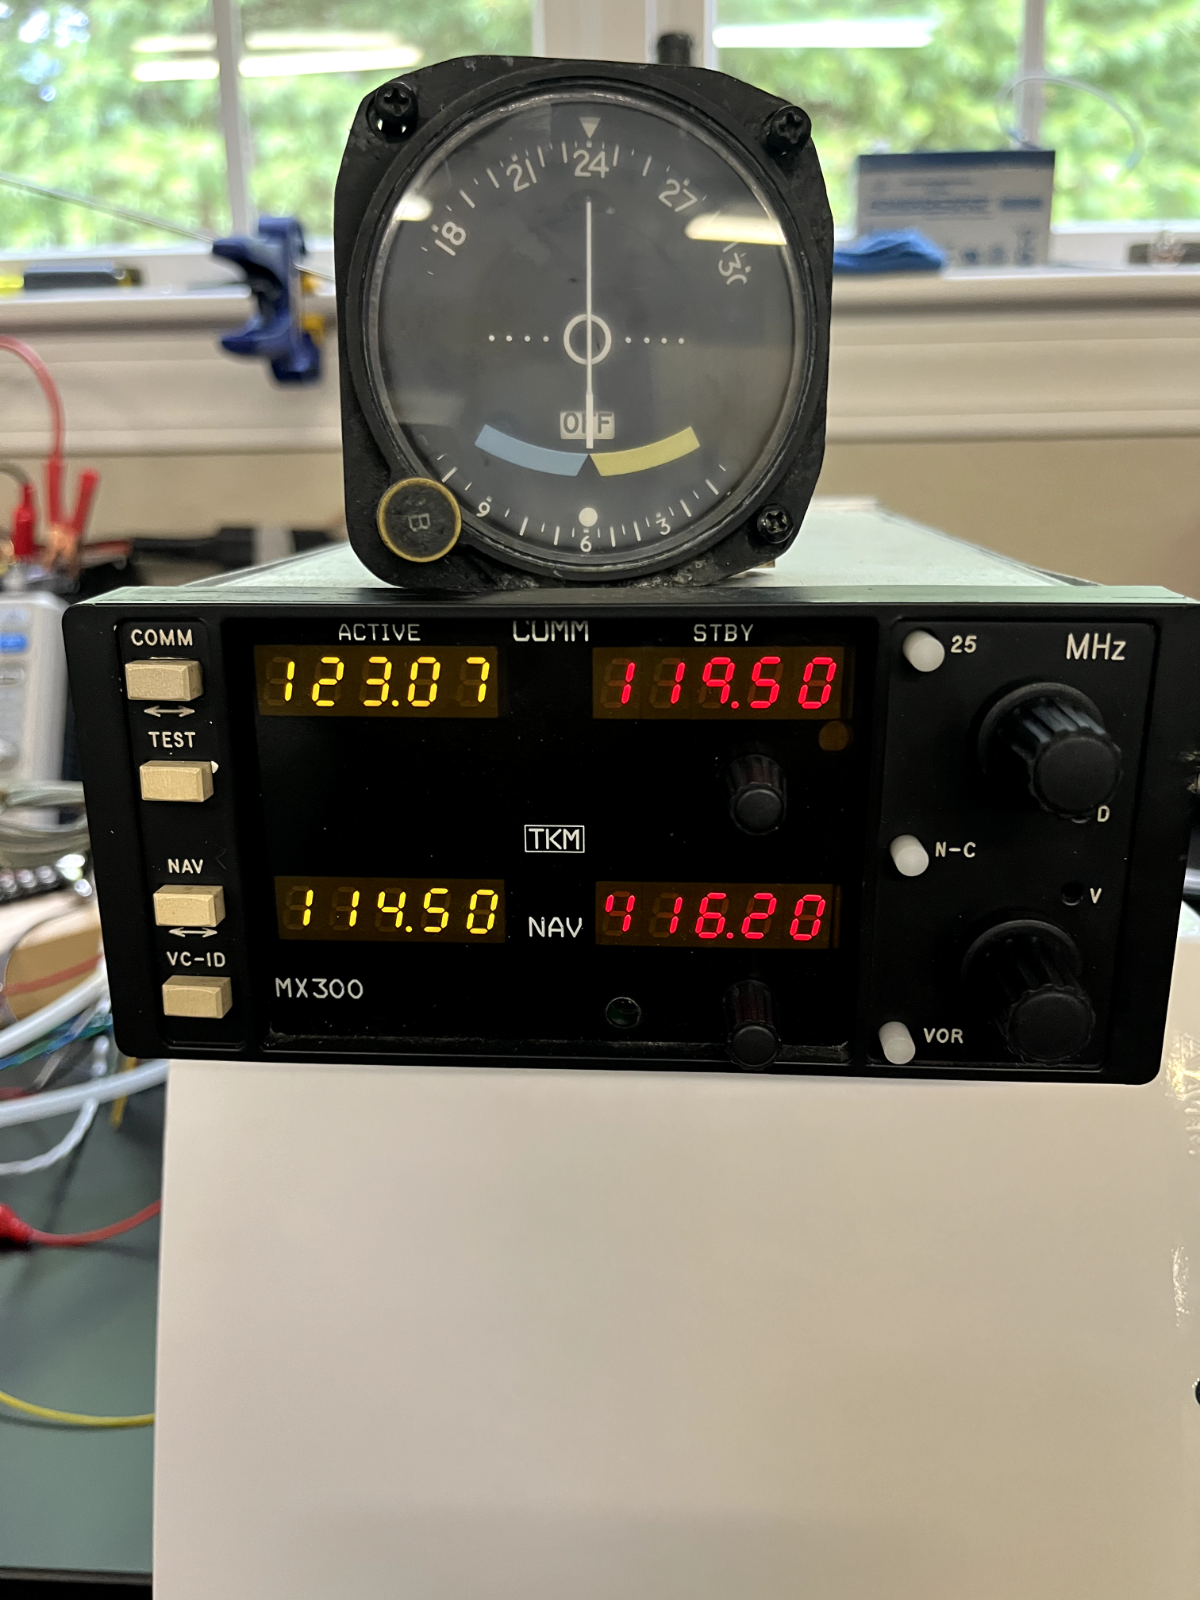 21 24 27
18 30
OFF
9 6 3
B
COMM ACTIVE COMM STBY 25 MHz
123.07 119.50
TEST
D
TKM
N-C
NAV V
114.50 NAV 916.20
VC-ID
MX300
VOR